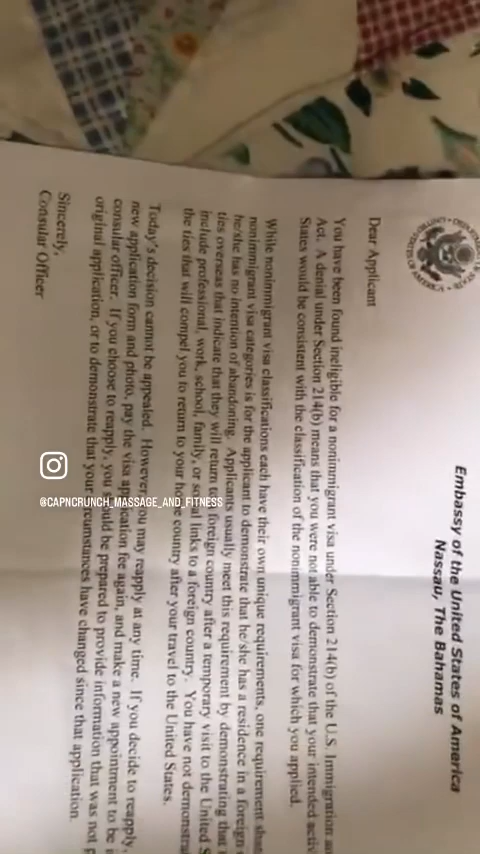 Embassy of the United States of America
Nassau, The Bahamas
Dear Applicant
You have been found ineligible for a nonimmigrant visa under Section 214(b) of the U.S. Immigration
Act. A denial under Section 214(b) means that you were not able to demonstrate that your intended
States would be consistent with the classification of the nonimmigrant visa for which you applied.
While nonimmigrant visa classifications each have their own unique requirements, one requirement
nonimmigrant visa categories is for the applicant to demonstrate that he/she has a residence in a foreign
he/she has no intention of abandoning. Applicants usually meet this requirement by demonstrating that
ties overseas that indicate that they will return to a foreign country after a temporary visit to the United
include professional, work, school, family, or social links to a foreign country. You have not
the ties that will compel you to return to your home country after your travel to the United States.
Today's decision cannot be appealed. However, you may reapply at any time. If you decide to reapply,
new application form and photo, pay the visa application fee again, and make a new appointment to be
consular officer. If you choose to reapply, you should be prepared to provide information that was not
original application, or to demonstrate that your circumstances have changed since that application.
Sincerely,
Consular Officer
@CAPNCRUNCH_MASSAGE_AND_FITNESS